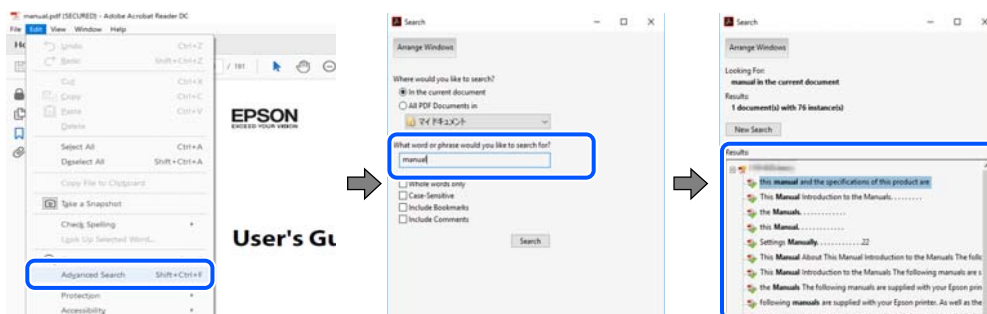 manual.pdf (SECURED) - Adobe Acrobat Reader DC
File Edit View Window Help
Undo Ctrl+Z
Redo Shift+Ctrl+Z
Cut Ctrl+X
Copy Ctrl+C
Paste Ctrl+V
Delete
Select All Ctrl+A
Deselect All Shift+Ctrl+A
Copy File to Clipboard
Take a Snapshot
Check Spelling
Look Up Selected Word...
Advanced Search Shift+Ctrl+F
Protection
Accessibility
/ 181
EPSON
EXCEED YOUR VISION
User's Gu
Search
Arrange Windows
Where would you like to search?
In the current document
All PDF Documents in
マイ ドキュメント
What word or phrase would you like to search for?
manual
Whole words only
Case-Sensitive
Include Bookmarks
Include Comments
Search
Search
Arrange Windows
Looking For:
manual in the current document
Results:
1 document(s) with 76 instance(s)
New Search
Results:
this manual and the specifications of this product are
This Manual Introduction to the Manuals. . . . . . . . .
the Manuals. . . . . . . . . . . . .
this Manual. . . . . . . . . . . . .
Settings Manually. . . . . . . . . . . . .22
This Manual About This Manual Introduction to the Manuals The follo
This Manual Introduction to the Manuals The following manuals are s
the Manuals The following manuals are supplied with your Epson prin
following manuals are supplied with your Epson printer. As well as the